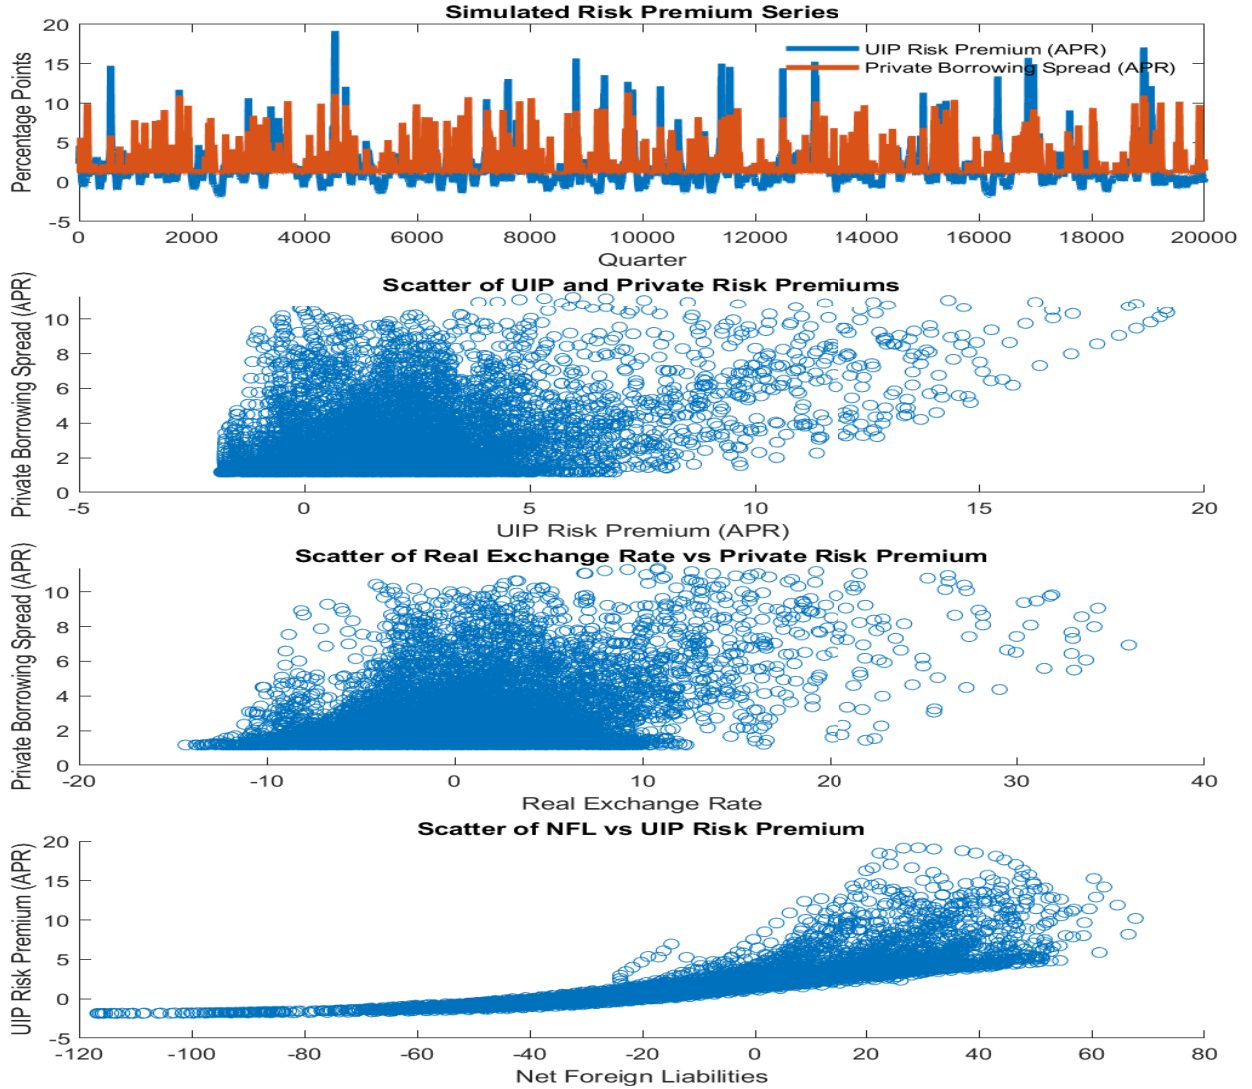 Simulated Risk Premium Series
20
15
10
5
0
-5
Percentage Points
UIP Risk Premium (APR)
Private Borrowing Spread (APR)
0 2000 4000 6000 8000 10000 12000 14000 16000 18000 20000
Quarter
Scatter of UIP and Private Risk Premiums
10
8
6
4
2
0
Private Borrowing Spread (APR)
-5 0 5 10 15 20
UIP Risk Premium (APR)
Scatter of Real Exchange Rate vs Private Risk Premium
10
8
6
4
2
0
Private Borrowing Spread (APR)
-20 -10 0 10 20 30 40
Real Exchange Rate
Scatter of NFL vs UIP Risk Premium
20
15
10
5
0
-5
UIP Risk Premium (APR)
-120 -100 -80 -60 -40 -20 0 20 40 60 80
Net Foreign Liabilities